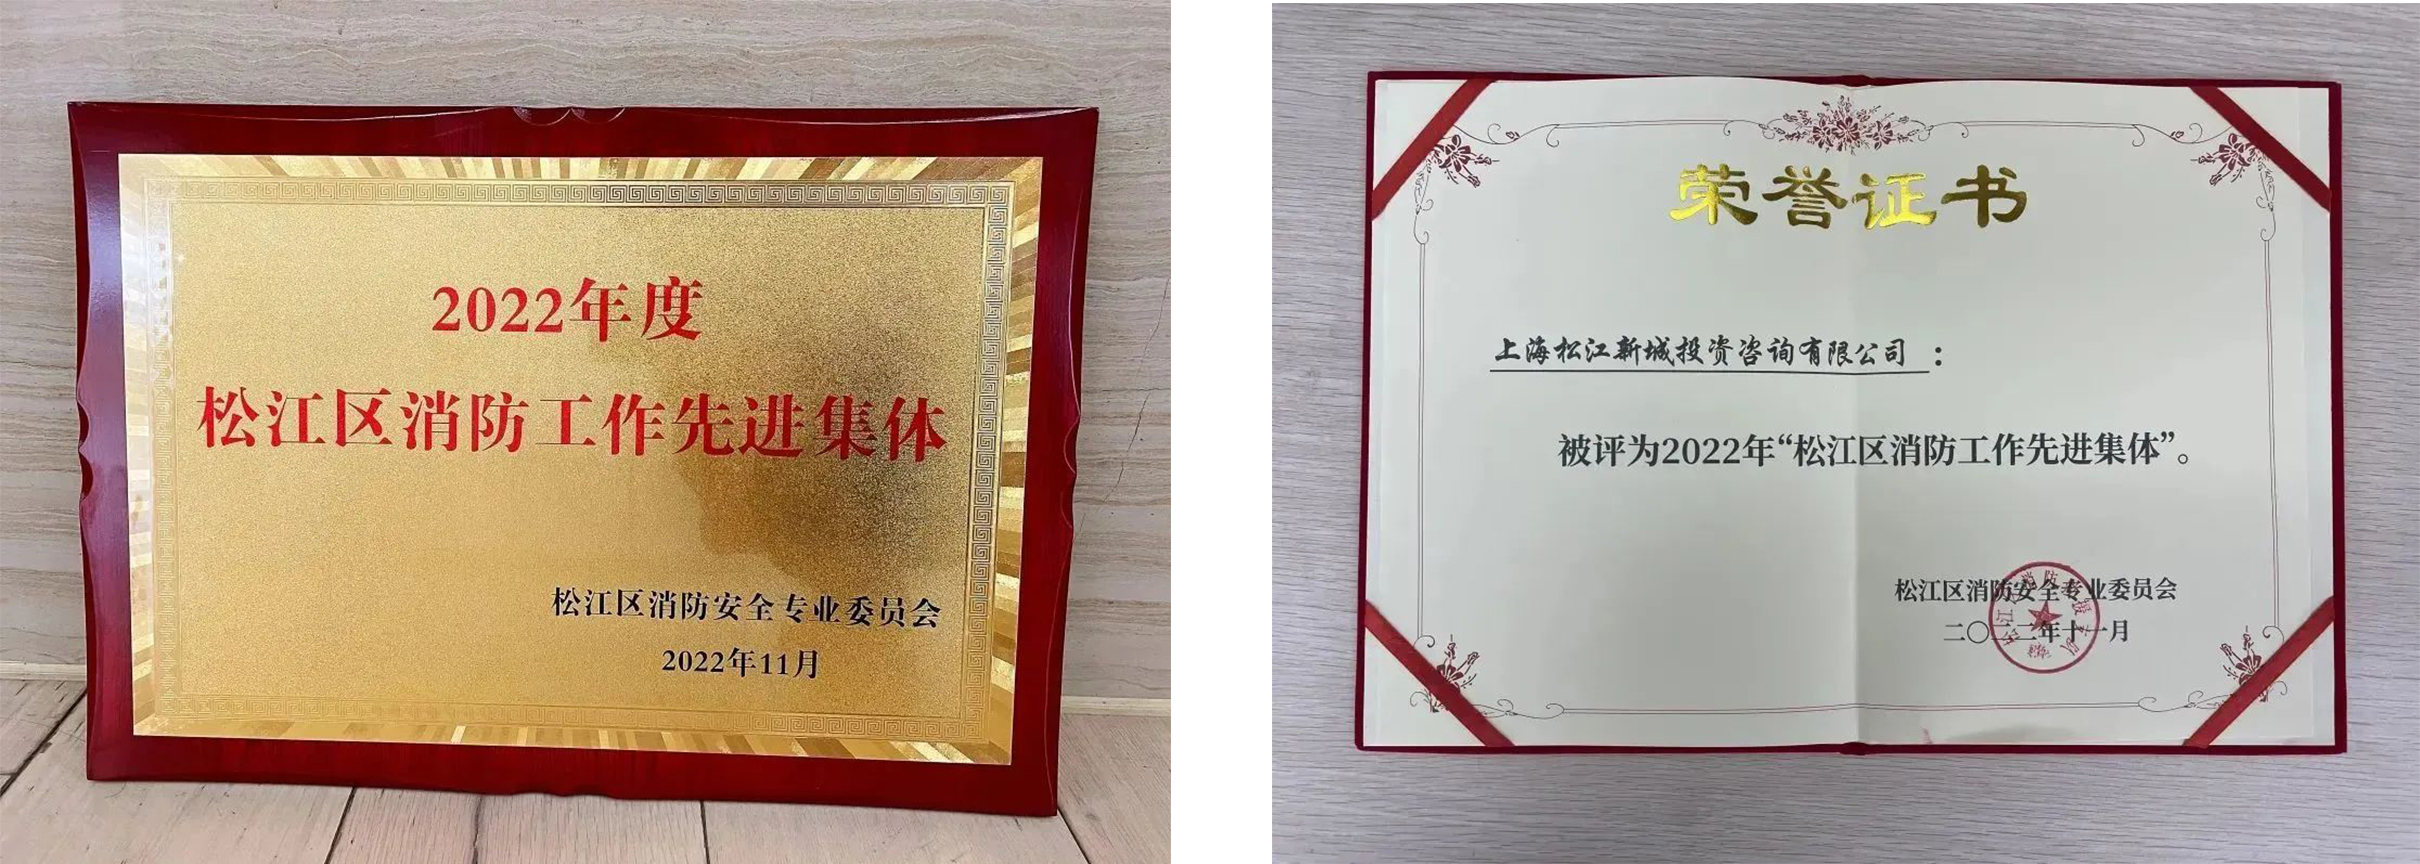 2022年度
松江区消防工作先进集体
松江区消防安全专业委员会
2022年11月
荣誉证书
上海松江新城投资咨询有限公司：
被评为2022年“松江区消防工作先进集体”。
松江区消防安全专业委员会
二〇二二年十一月